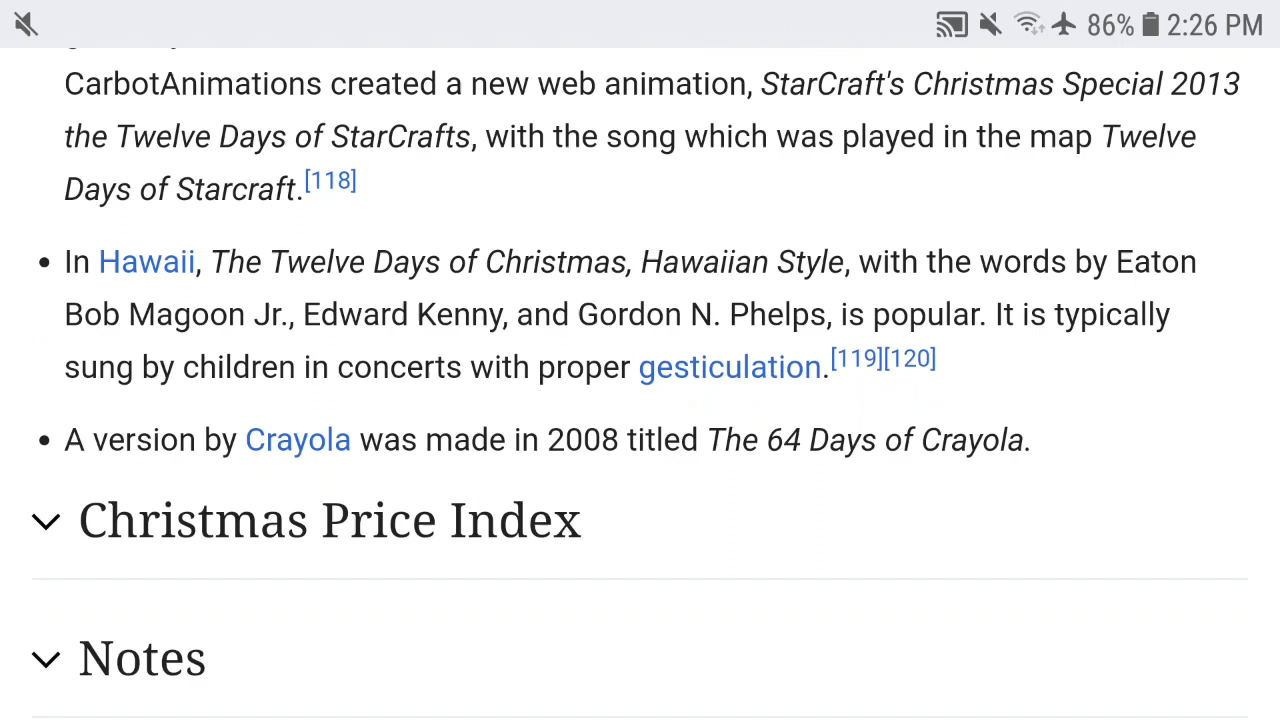 86% 2:26 PM
CarbotAnimations created a new web animation, StarCraft's Christmas Special 2013
the Twelve Days of StarCrafts, with the song which was played in the map Twelve
Days of Starcraft.[118]
• In Hawaii, The Twelve Days of Christmas, Hawaiian Style, with the words by Eaton
Bob Magoon Jr., Edward Kenny, and Gordon N. Phelps, is popular. It is typically
sung by children in concerts with proper gesticulation.[119][120]
• A version by Crayola was made in 2008 titled The 64 Days of Crayola.
Christmas Price Index
Notes